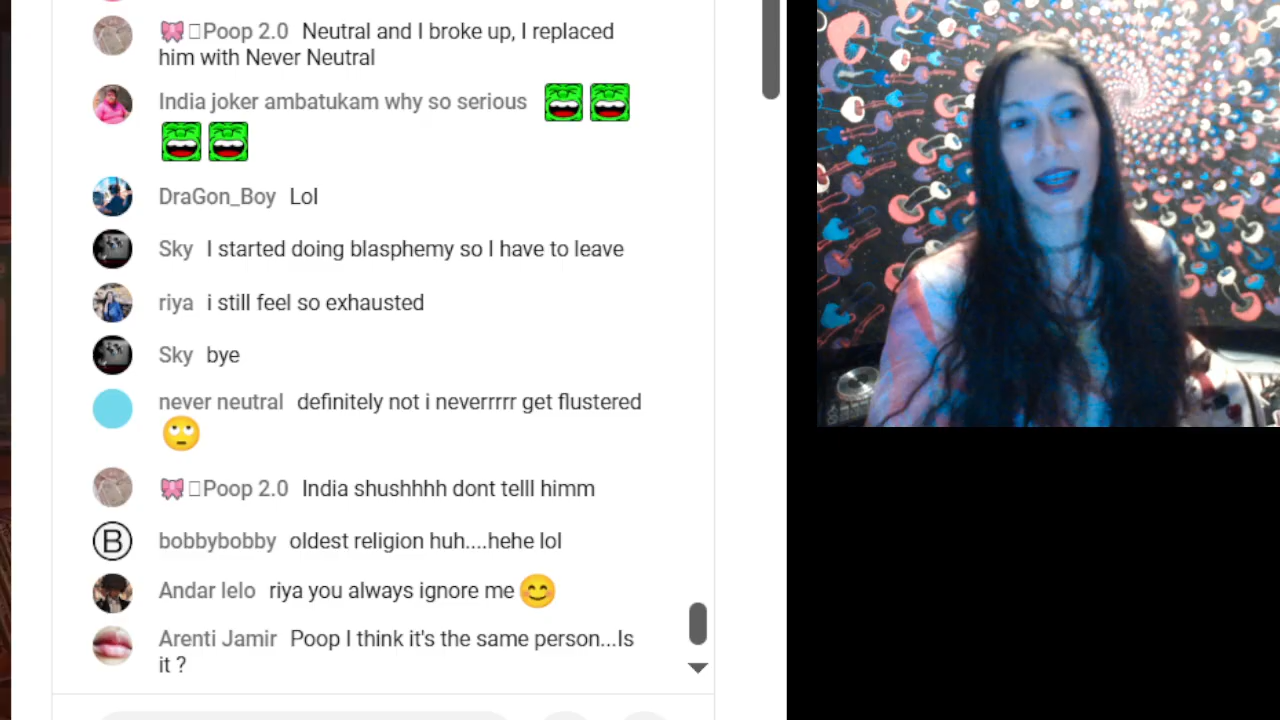 🎀 Poop 2.0 Neutral and I broke up, I replaced
him with Never Neutral
India joker ambatukam why so serious
DraGon_Boy Lol
Sky I started doing blasphemy so I have to leave
riya i still feel so exhausted
Sky bye
never neutral definitely not i neverrrrr get flustered
🙄
🎀 Poop 2.0 India shushhhh dont telll himm
B bobbybobby oldest religion huh....hehe lol
Andar lelo riya you always ignore me 😊
Arenti Jamir Poop I think it's the same person...Is
it ?